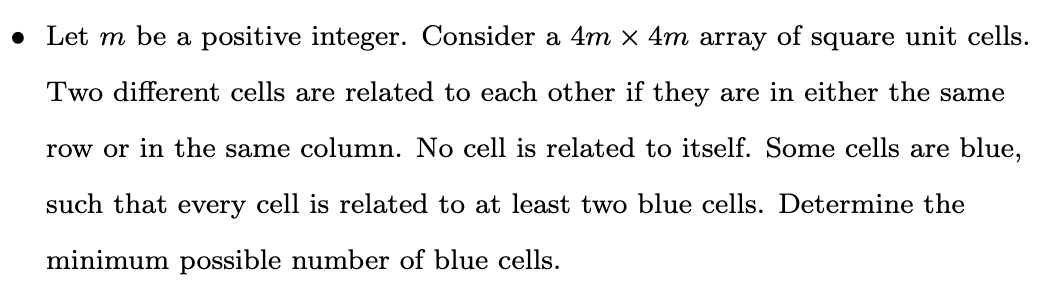 • Let m be a positive integer. Consider a 4m × 4m array of square unit cells.
Two different cells are related to each other if they are in either the same
row or in the same column. No cell is related to itself. Some cells are blue,
such that every cell is related to at least two blue cells. Determine the
minimum possible number of blue cells.